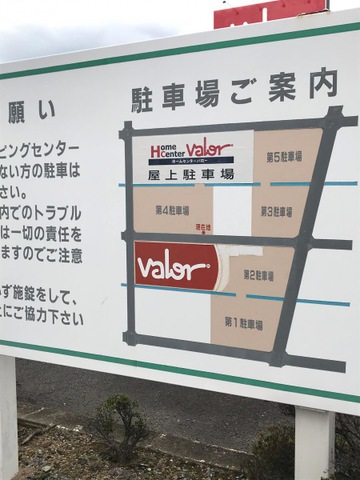 valor
願い
ピングセンター
ない方の駐車は
さい。
内でのトラブル
は一切の責任を
ますのでご注意
ず施錠をして、
にご協力下さい
駐車場ご案内
Home Center Valor
ホームセンターバロー
屋上駐車場
第5駐車場
第4駐車場
第3駐車場
現在地
valor
第2駐車場
第1駐車場